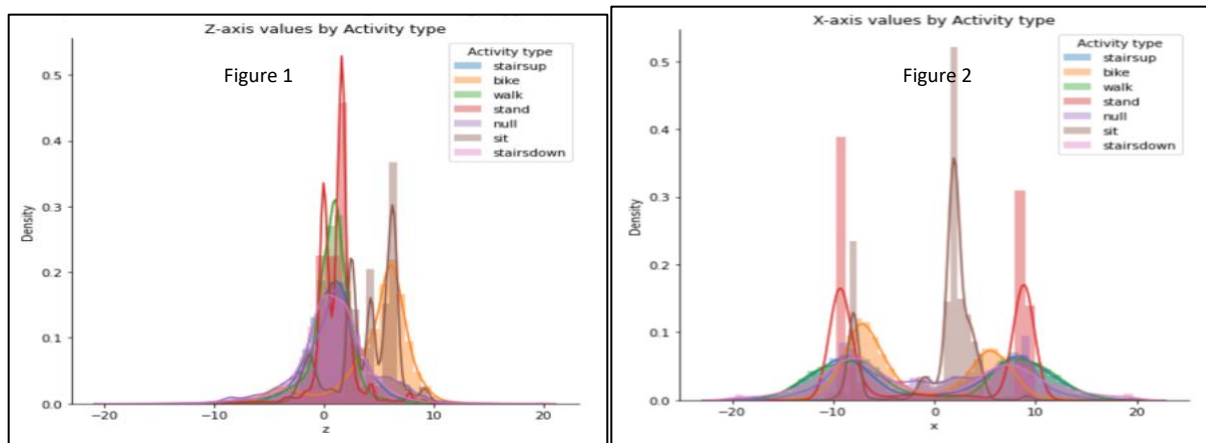 Z-axis values by Activity type
Figure 1
Activity type
stairsup
bike
walk
stand
null
sit
stairsdown
0.5
0.4
0.3
0.2
0.1
0.0
Density
−20
−10
0
10
20
z
X-axis values by Activity type
Figure 2
Activity type
stairsup
bike
walk
stand
null
sit
stairsdown
0.5
0.4
0.3
0.2
0.1
0.0
Density
−20
−10
0
10
20
x